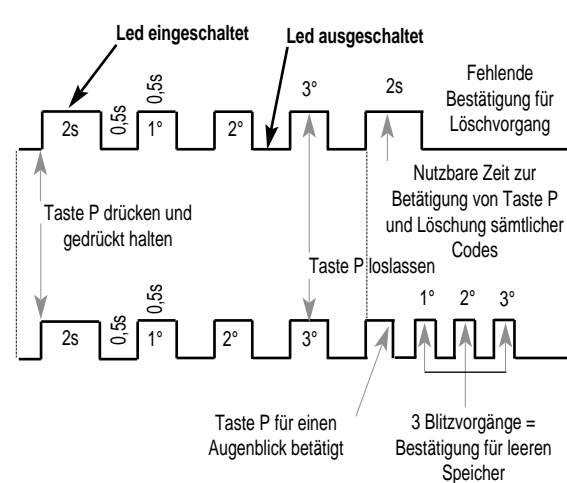 Led eingeschaltet
Led ausgeschaltet
2s
0,5s
0,5s
1°
2°
3°
2s
Fehlende
Bestätigung für
Löschvorgang
Taste P drücken und
gedrückt halten
Nutzbare Zeit zur
Betätigung von Taste P
und Löschung sämtlicher
Codes
Taste P loslassen
2s
0,5s
0,5s
1°
2°
3°
1°
2°
3°
Taste P für einen
Augenblick betätigt
3 Blitzvorgänge =
Bestätigung für leeren
Speicher